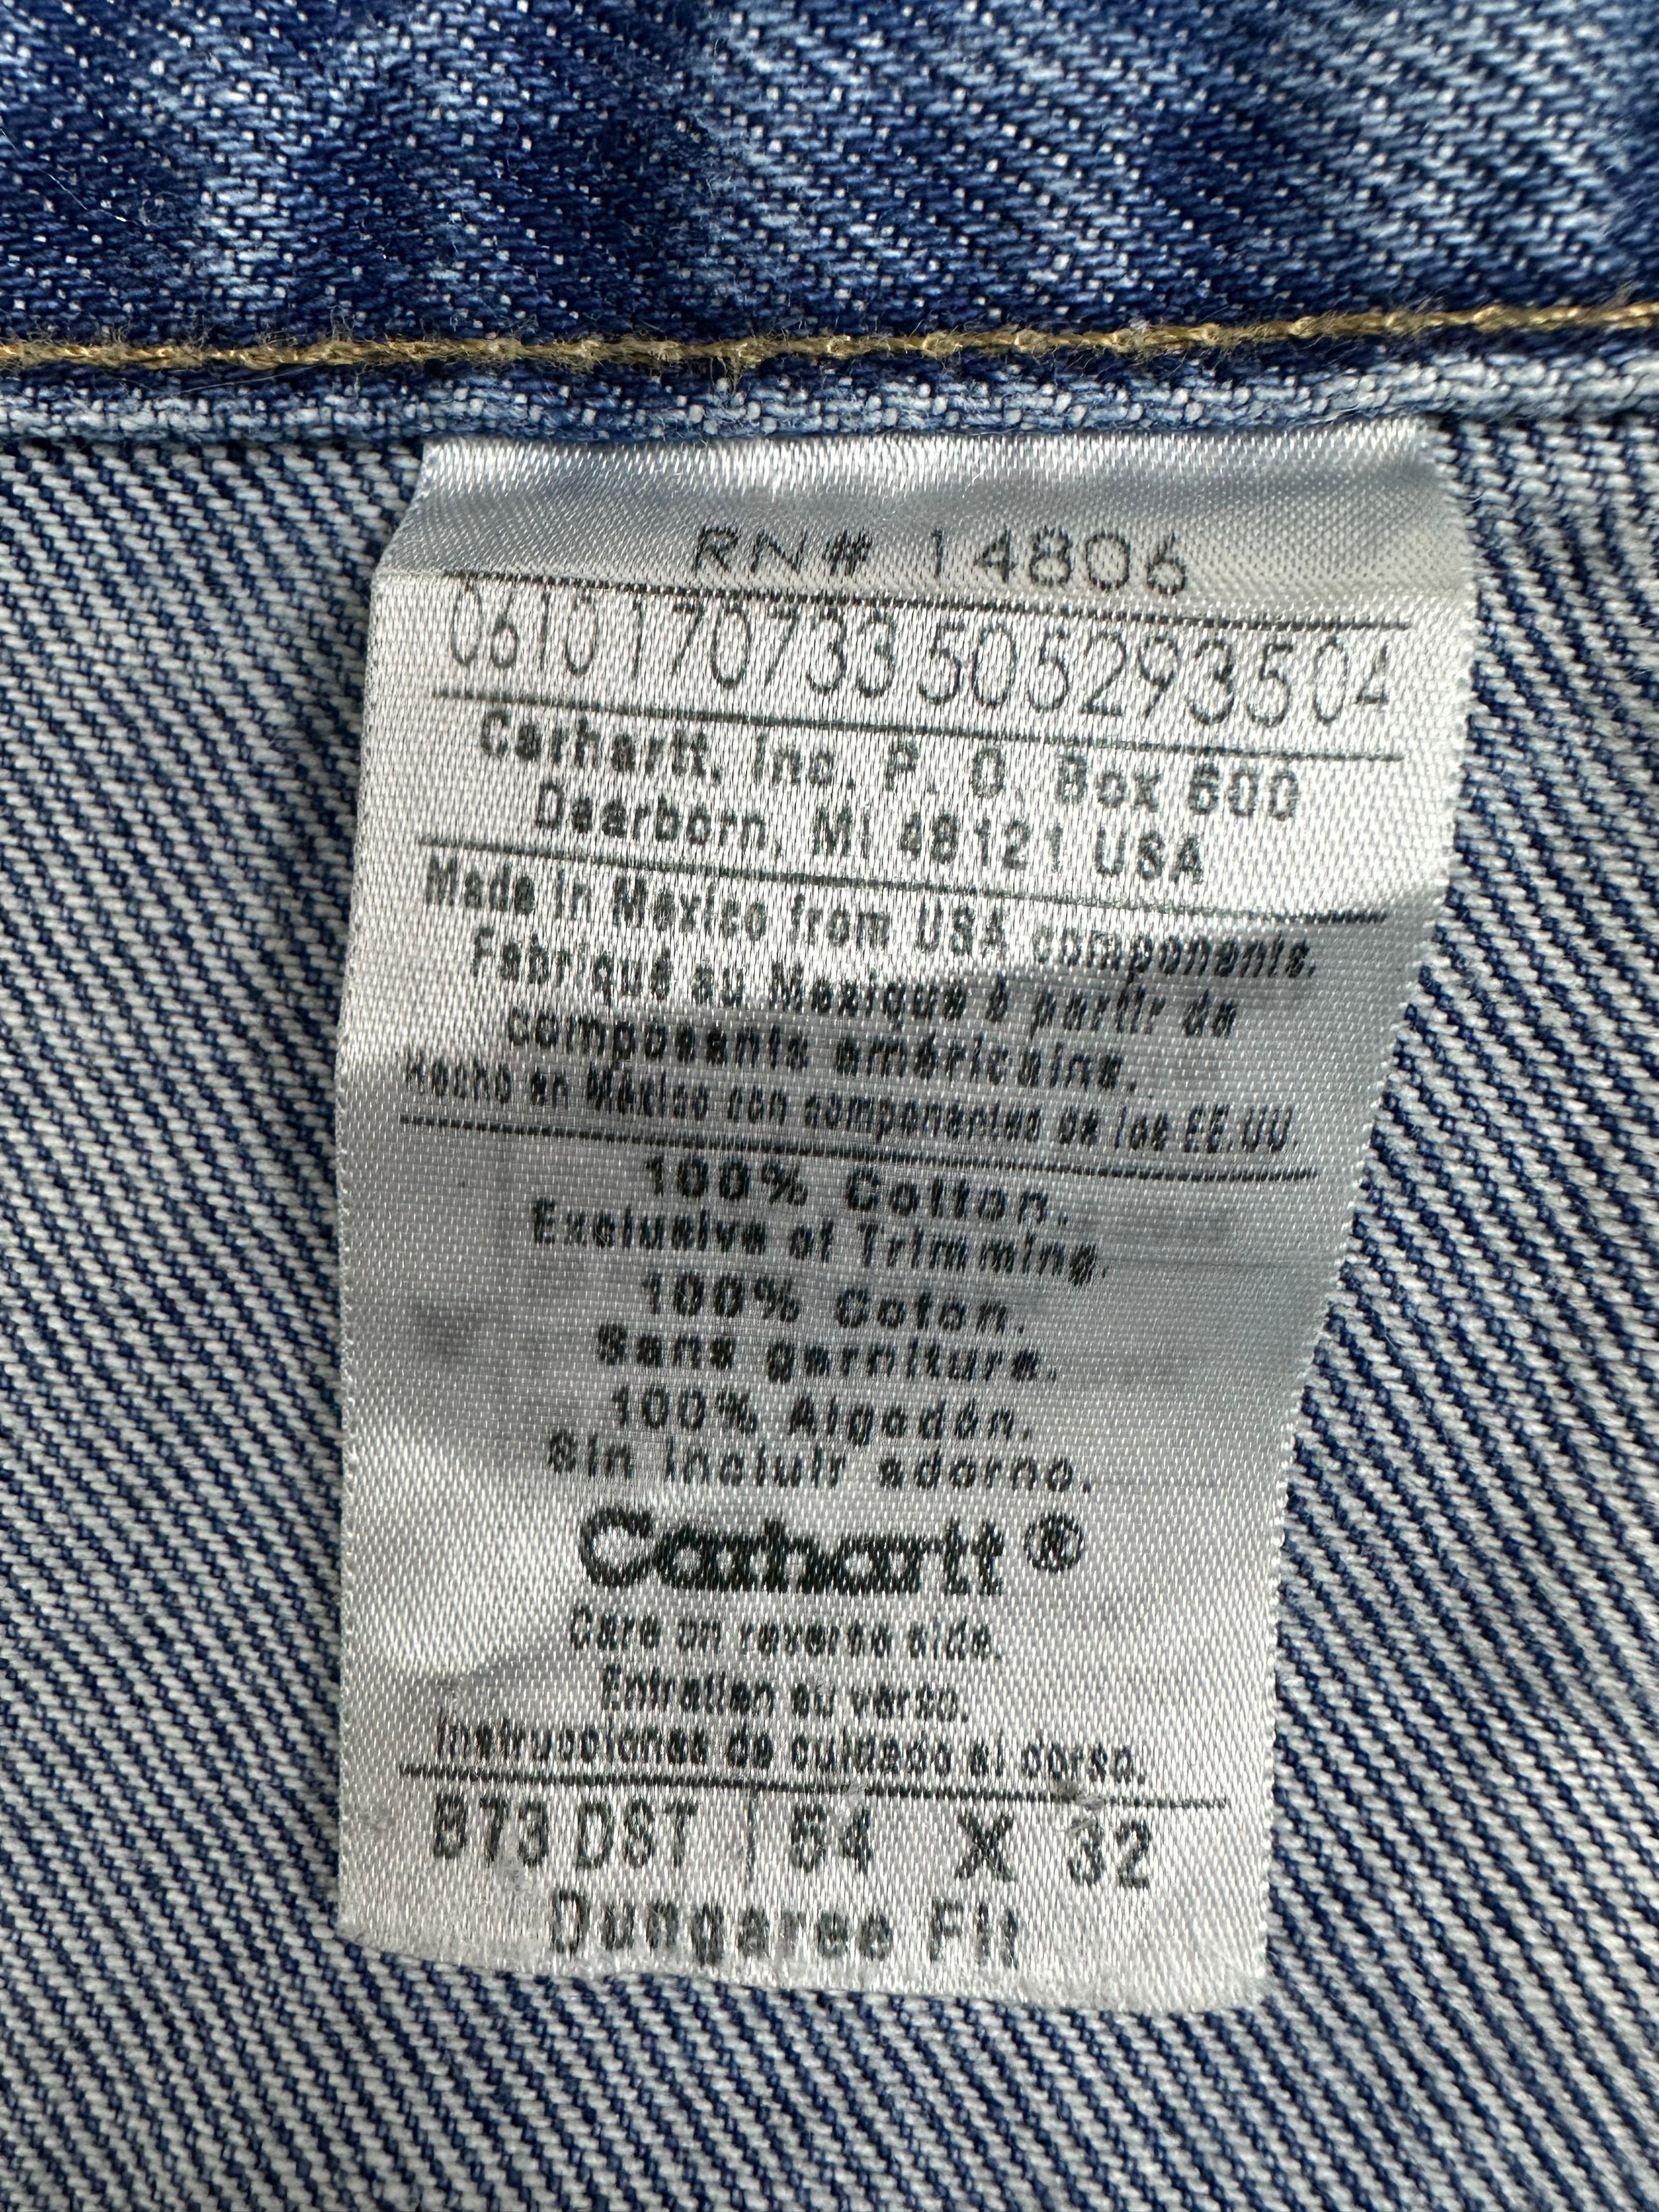 RN# 14806
0610170733505293504
Carhartt, Inc. P. O. Box 600
Dearborn, MI 48121 USA
Made in Mexico from USA components.
Fabriqué au Mexique à partir de
composants américains.
Hecho en México con componentes de los EE.UU
100% Cotton.
Exclusive of Trimming.
100% Coton.
Sans garniture.
100% Algodón.
Sin incluir adorno.
Carhartt®
Care on reverse side.
Entretien au verso.
Instrucciones de cuidado al dorso.
B73 DST | 54 X 32
Dungaree Fit